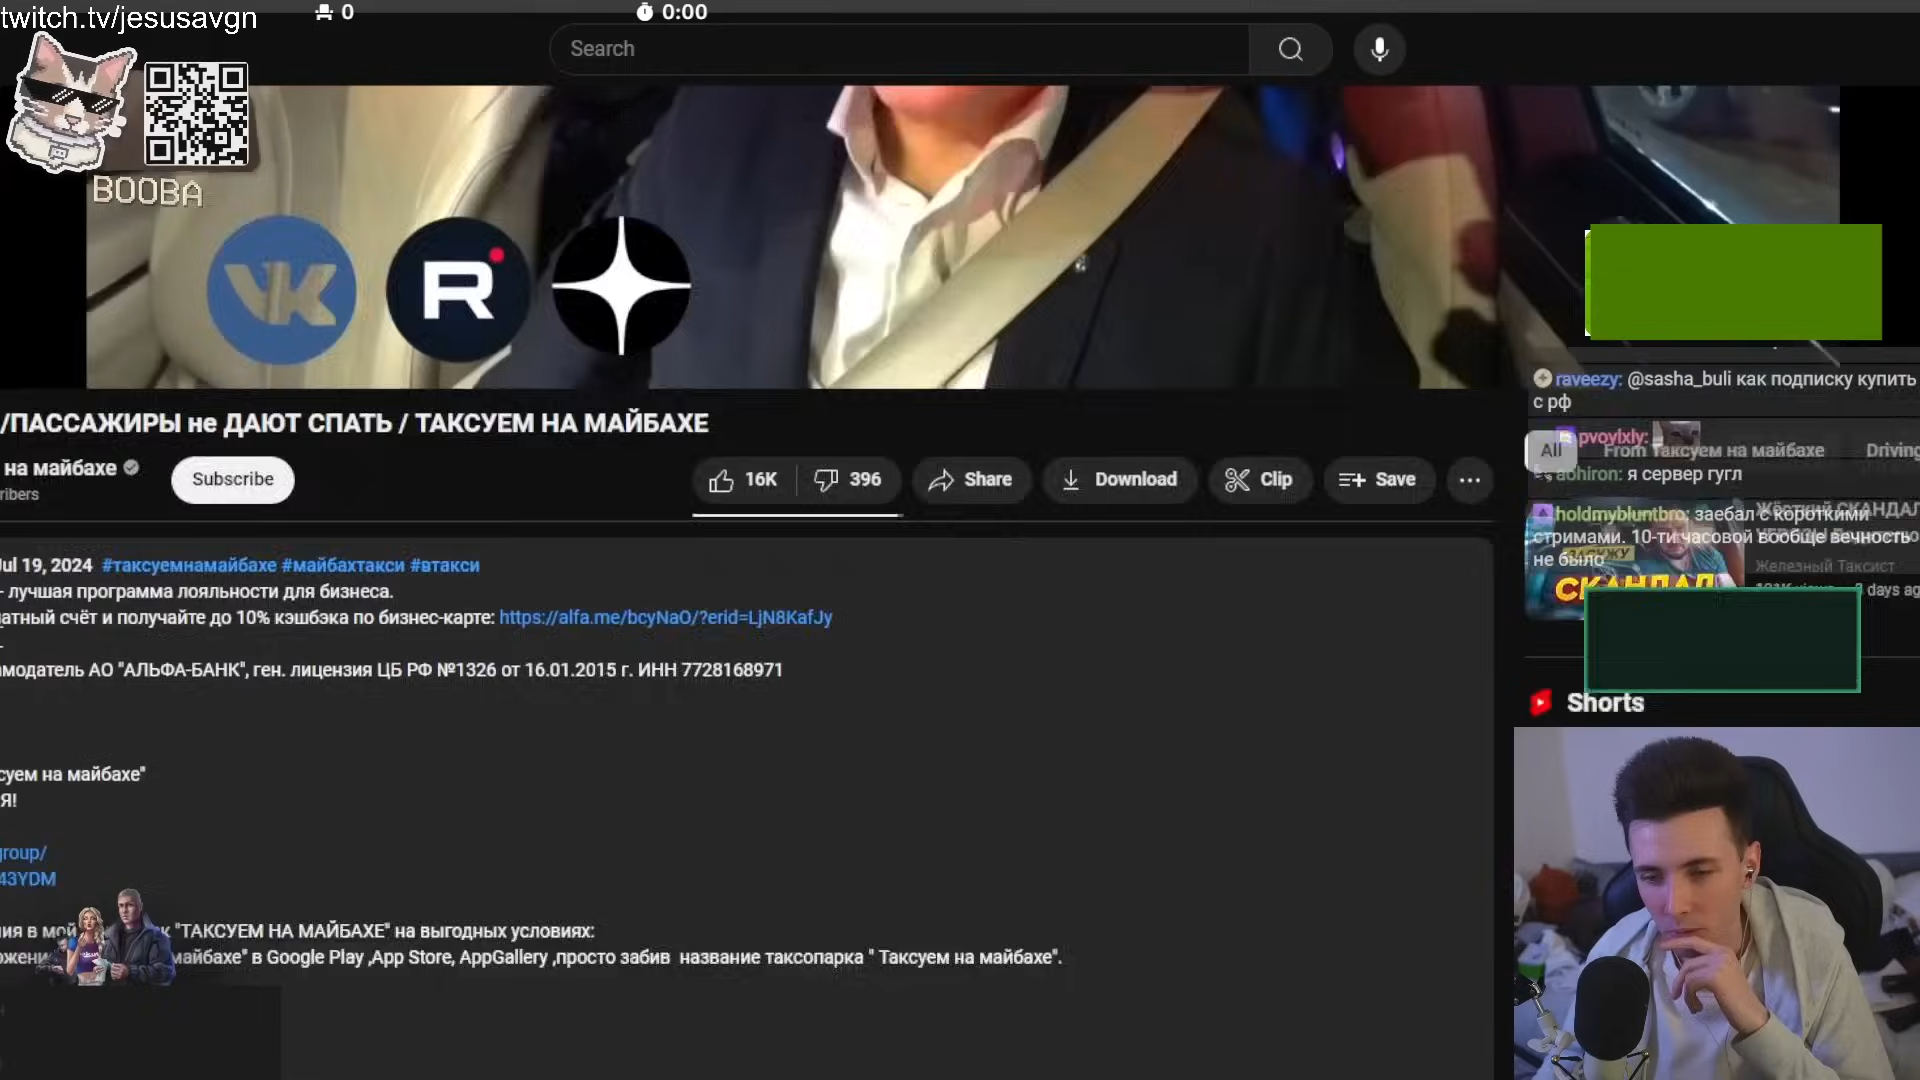 twitch.tv/jesusavgn
0
0:00
Search
BOOBA
VK
R
/ПАССАЖИРЫ не ДАЮТ СПАТЬ / ТАКСУЕМ НА МАЙБАХЕ
на майбахе
ribers
Subscribe
16K
396
Share
Download
Clip
Save
Jul 19, 2024 #таксуемнамайбахе #майбахтакси #втакси
- лучшая программа лояльности для бизнеса.
атный счёт и получайте до 10% кэшбэка по бизнес-карте: https://alfa.me/bcyNaO/?erid=LjN8KafJy
амодатель АО "АЛЬФА-БАНК", ген. лицензия ЦБ РФ №1326 от 16.01.2015 г. ИНН 7728168971
суем на майбахе"
Я!
group/
43YDM
ия в мой "ТАКСУЕМ НА МАЙБАХЕ" на выгодных условиях:
майбахе" в Google Play ,App Store, AppGallery ,просто забив название таксопарка " Таксуем на майбахе".
raveezy: @sasha_buli как подписку купить
с рф
pvoylxly:
All
From Таксуем на майбахе
Driving
aohiron: я сервер гугл
holdmybluntbro: заебал с короткими
стримами. 10-ти часовой вообще вечность
не было
Жёсткий СКАНДАЛ
СКАНДАЛ
Железный Таксист
days ag
Shorts